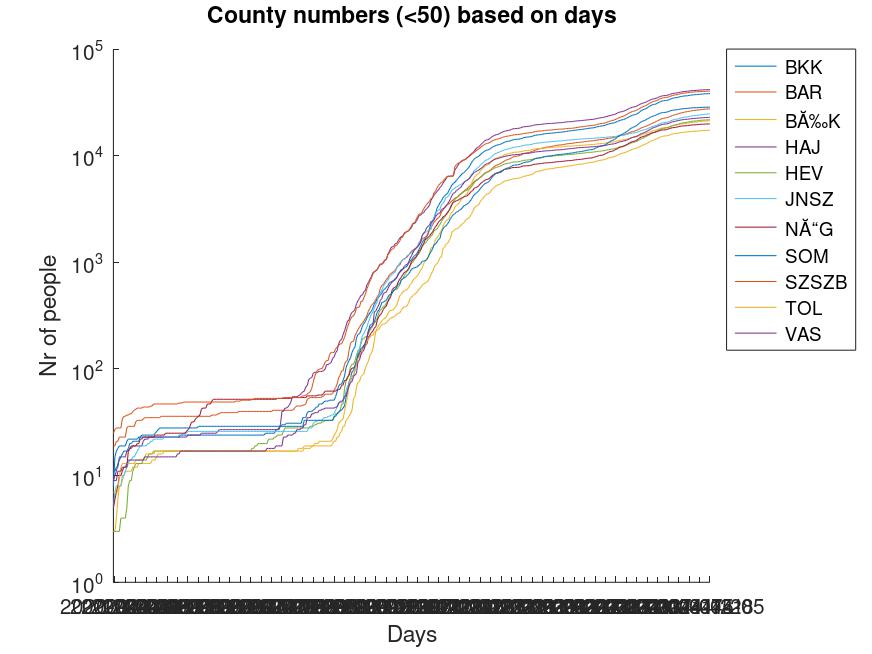 County numbers (<50) based on days
Nr of people
10^5
10^4
10^3
10^2
10^1
10^0
Days
BKK
BAR
BĂ‰K
HAJ
HEV
JNSZ
NĂ“G
SOM
SZSZB
TOL
VAS